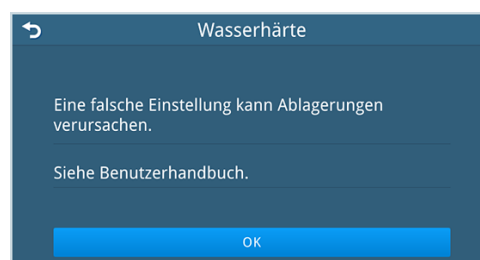 Wasserhärte
Eine falsche Einstellung kann Ablagerungen
verursachen.
Siehe Benutzerhandbuch.
OK